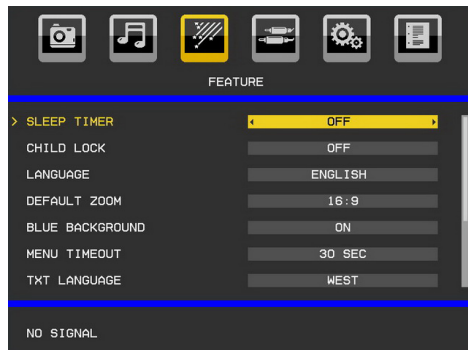 FEATURE
> SLEEP TIMER OFF
CHILD LOCK OFF
LANGUAGE ENGLISH
DEFAULT ZOOM 16:9
BLUE BACKGROUND ON
MENU TIMEOUT 30 SEC
TXT LANGUAGE WEST
NO SIGNAL